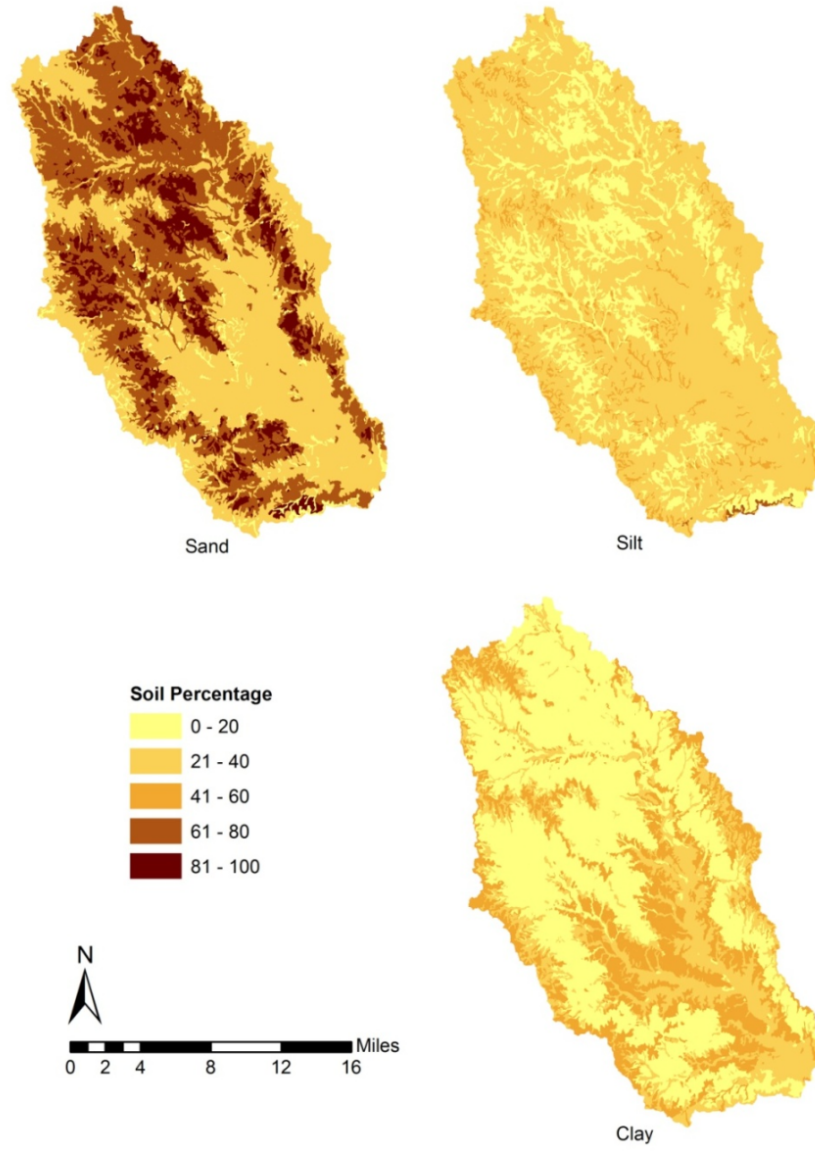 Sand
Silt
Soil Percentage
0 - 20
21 - 40
41 - 60
61 - 80
81 - 100
N
Miles
0 2 4 8 12 16
Clay